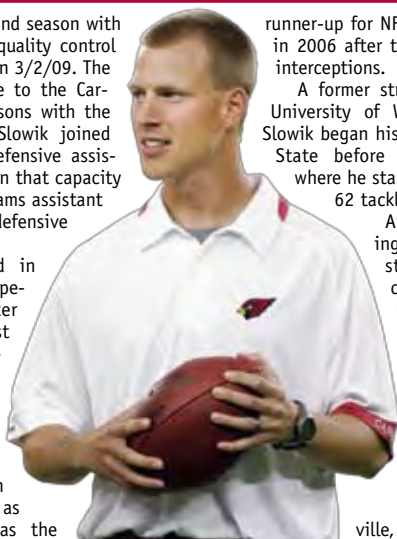 nd season with
quality control
n 3/2/09. The
e to the Car-
sons with the
Slowik joined
efensive assis-
n that capacity
ams assistant
defensive
d in
pe-
ter
st
-
n
as
as the
runner-up for NF
in 2006 after t
interceptions.
A former str
University of W
Slowik began his
State before
where he sta
62 tackl
A
ing
st
c
ville,